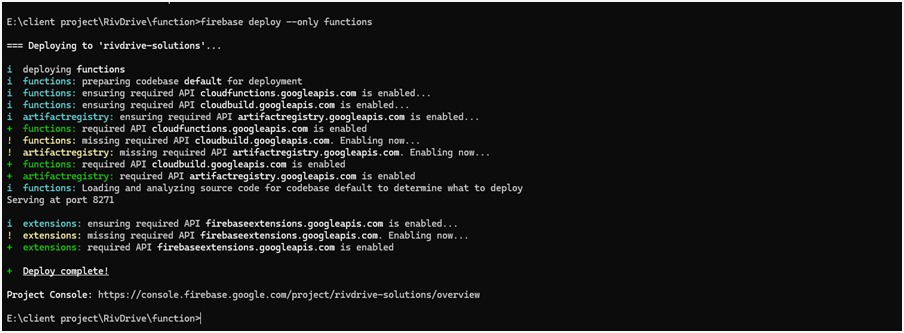 E:\client project\RivDrive\function>firebase deploy --only functions
=== Deploying to 'rivdrive-solutions'...
i  deploying functions
i  functions: preparing codebase default for deployment
i  functions: ensuring required API cloudfunctions.googleapis.com is enabled...
i  functions: ensuring required API cloudbuild.googleapis.com is enabled...
i  artifactregistry: ensuring required API artifactregistry.googleapis.com is enabled...
+  functions: required API cloudfunctions.googleapis.com is enabled
!  functions: missing required API cloudbuild.googleapis.com. Enabling now...
!  artifactregistry: missing required API artifactregistry.googleapis.com. Enabling now...
+  functions: required API cloudbuild.googleapis.com is enabled
+  artifactregistry: required API artifactregistry.googleapis.com is enabled
i  functions: Loading and analyzing source code for codebase default to determine what to deploy
Serving at port 8271
i  extensions: ensuring required API firebaseextensions.googleapis.com is enabled...
!  extensions: missing required API firebaseextensions.googleapis.com. Enabling now...
+  extensions: required API firebaseextensions.googleapis.com is enabled
+  Deploy complete!
Project Console: https://console.firebase.google.com/project/rivdrive-solutions/overview
E:\client project\RivDrive\function>